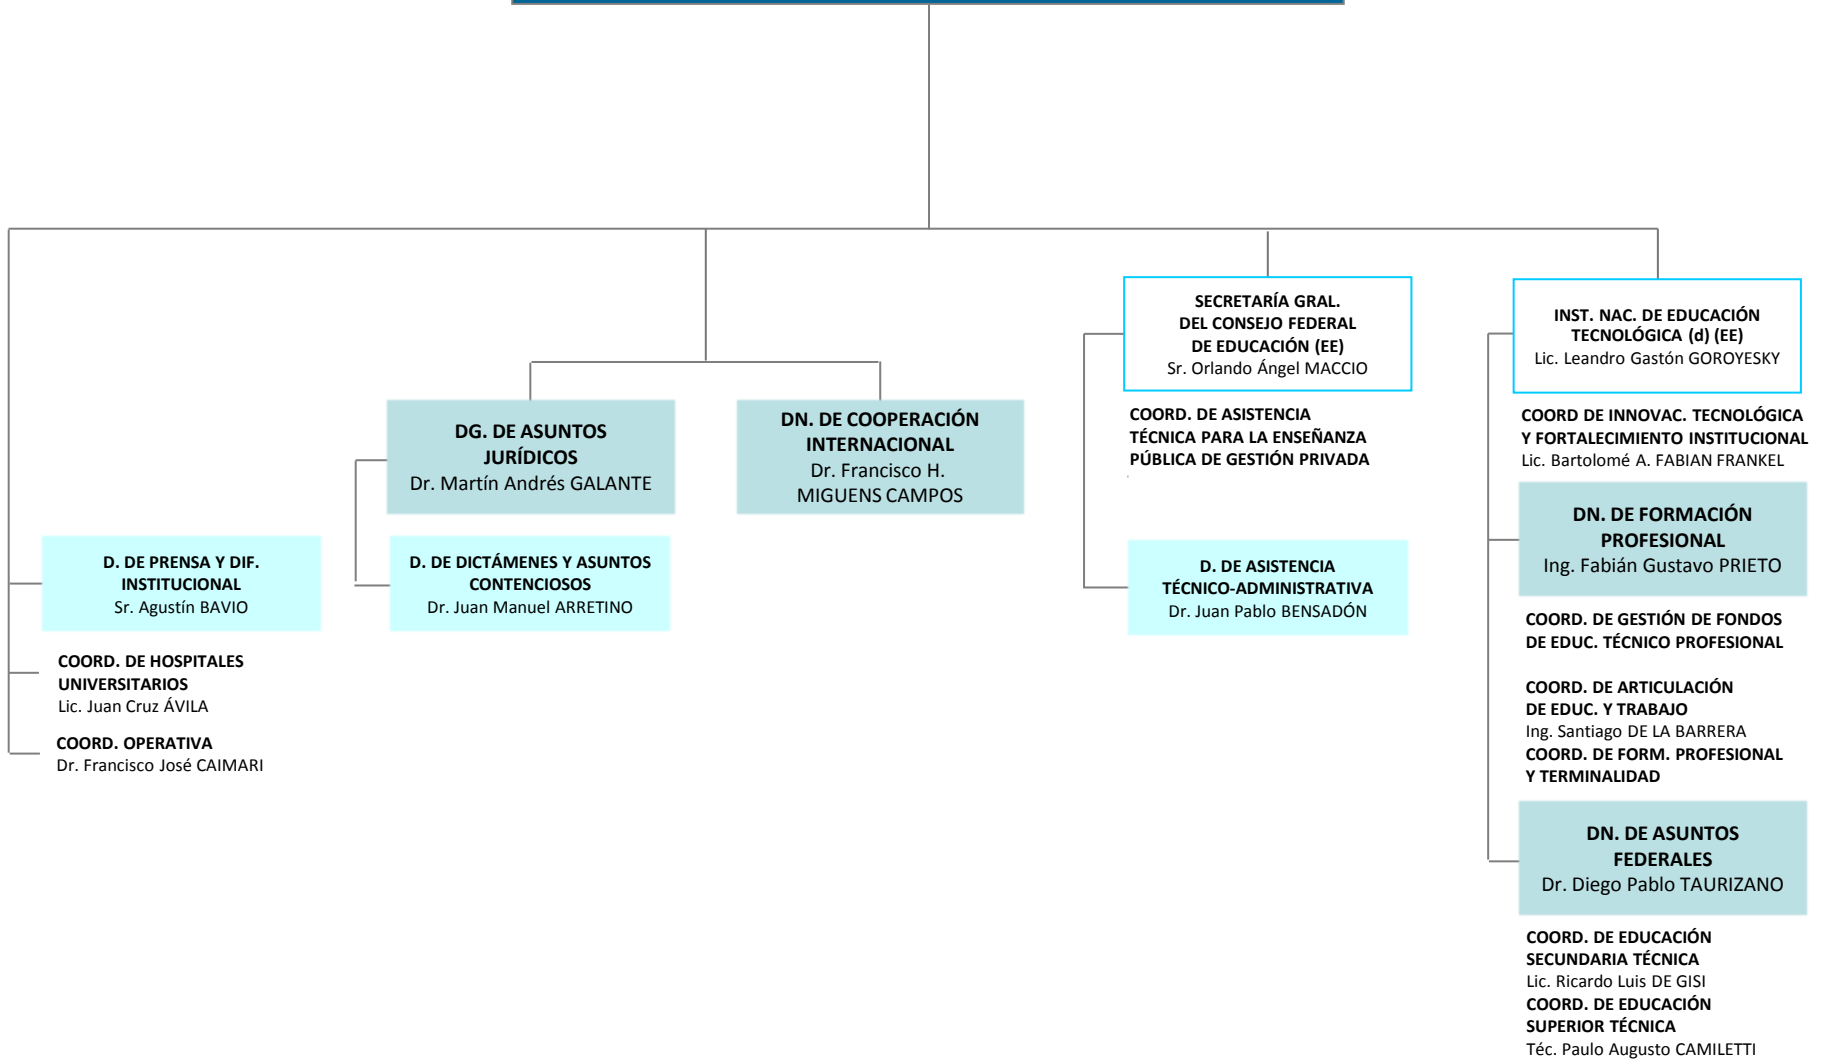 SECRETARÍA GRAL.
DEL CONSEJO FEDERAL
DE EDUCACIÓN (EE)
Sr. Orlando Ángel MACCIO
INST. NAC. DE EDUCACIÓN
TECNOLÓGICA (d) (EE)
Lic. Leandro Gastón GOROYESKY
DG. DE ASUNTOS
JURÍDICOS
Dr. Martín Andrés GALANTE
DN. DE COOPERACIÓN
INTERNACIONAL
Dr. Francisco H.
MIGUENS CAMPOS
COORD. DE ASISTENCIA
TÉCNICA PARA LA ENSEÑANZA
PÚBLICA DE GESTIÓN PRIVADA
COORD DE INNOVAC. TECNOLÓGICA
Y FORTALECIMIENTO INSTITUCIONAL
Lic. Bartolomé A. FABIAN FRANKEL
DN. DE FORMACIÓN
PROFESIONAL
Ing. Fabián Gustavo PRIETO
D. DE PRENSA Y DIF.
INSTITUCIONAL
Sr. Agustín BAVIO
D. DE DICTÁMENES Y ASUNTOS
CONTENCIOSOS
Dr. Juan Manuel ARRETINO
D. DE ASISTENCIA
TÉCNICO-ADMINISTRATIVA
Dr. Juan Pablo BENSADÓN
COORD. DE GESTIÓN DE FONDOS
DE EDUC. TÉCNICO PROFESIONAL
COORD. DE HOSPITALES
UNIVERSITARIOS
Lic. Juan Cruz ÁVILA
COORD. OPERATIVA
Dr. Francisco José CAIMARI
COORD. DE ARTICULACIÓN
DE EDUC. Y TRABAJO
Ing. Santiago DE LA BARRERA
COORD. DE FORM. PROFESIONAL
Y TERMINALIDAD
DN. DE ASUNTOS
FEDERALES
Dr. Diego Pablo TAURIZANO
COORD. DE EDUCACIÓN
SECUNDARIA TÉCNICA
Lic. Ricardo Luis DE GISI
COORD. DE EDUCACIÓN
SUPERIOR TÉCNICA
Téc. Paulo Augusto CAMILETTI